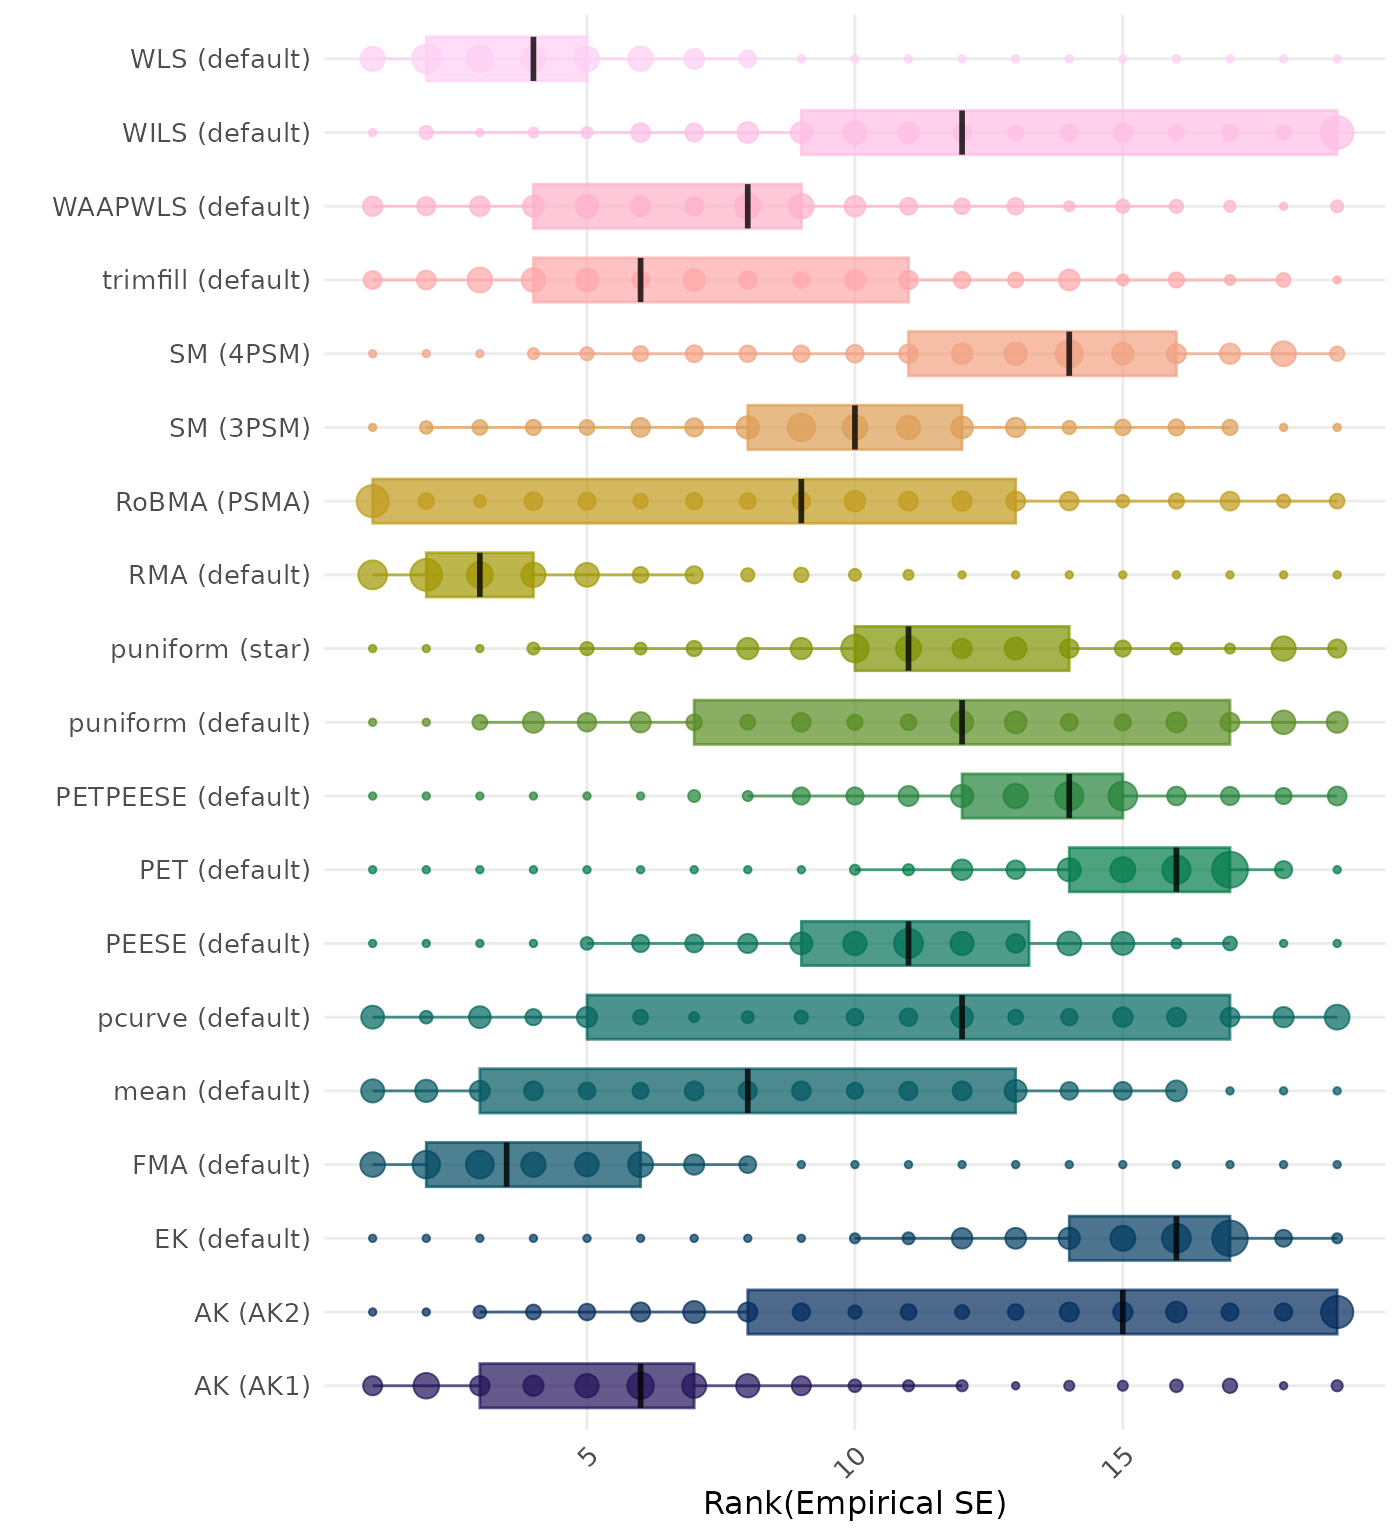 WLS (default)
WILS (default)
WAAPWLS (default)
trimfill (default)
SM (4PSM)
SM (3PSM)
RoBMA (PSMA)
RMA (default)
puniform (star)
puniform (default)
PETPEESE (default)
PET (default)
PEESE (default)
pcurve (default)
mean (default)
FMA (default)
EK (default)
AK (AK2)
AK (AK1)
5
10
15
Rank(Empirical SE)